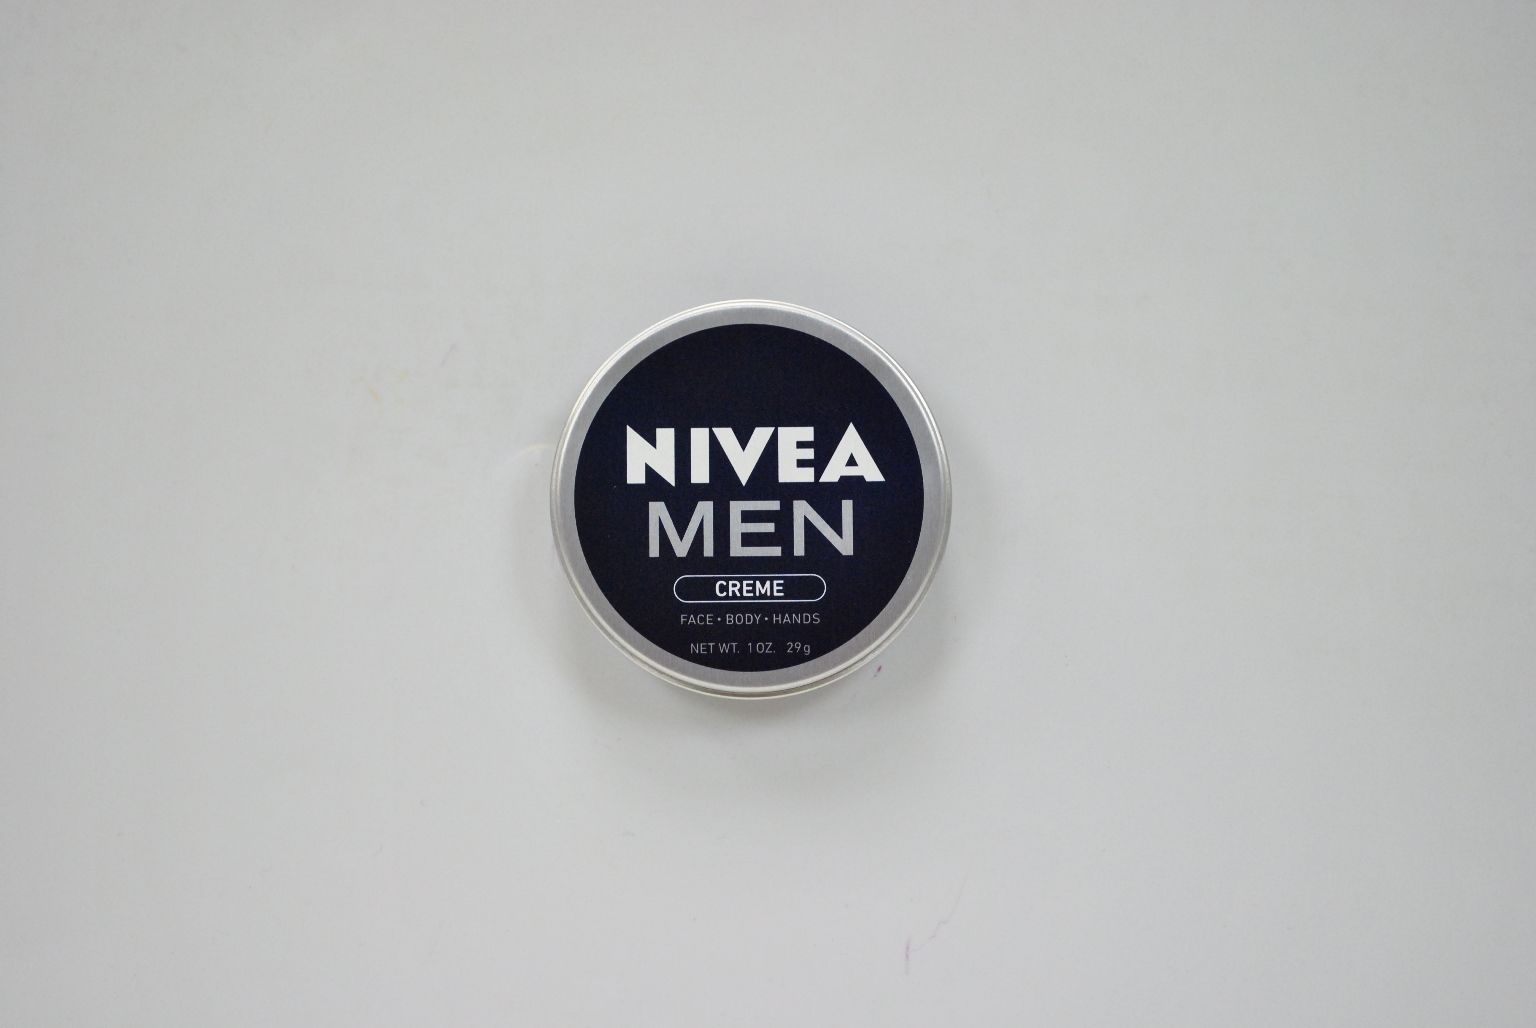 NIVEA
MEN
CREME
FACE • BODY • HANDS
NET WT. 1 OZ. 29g